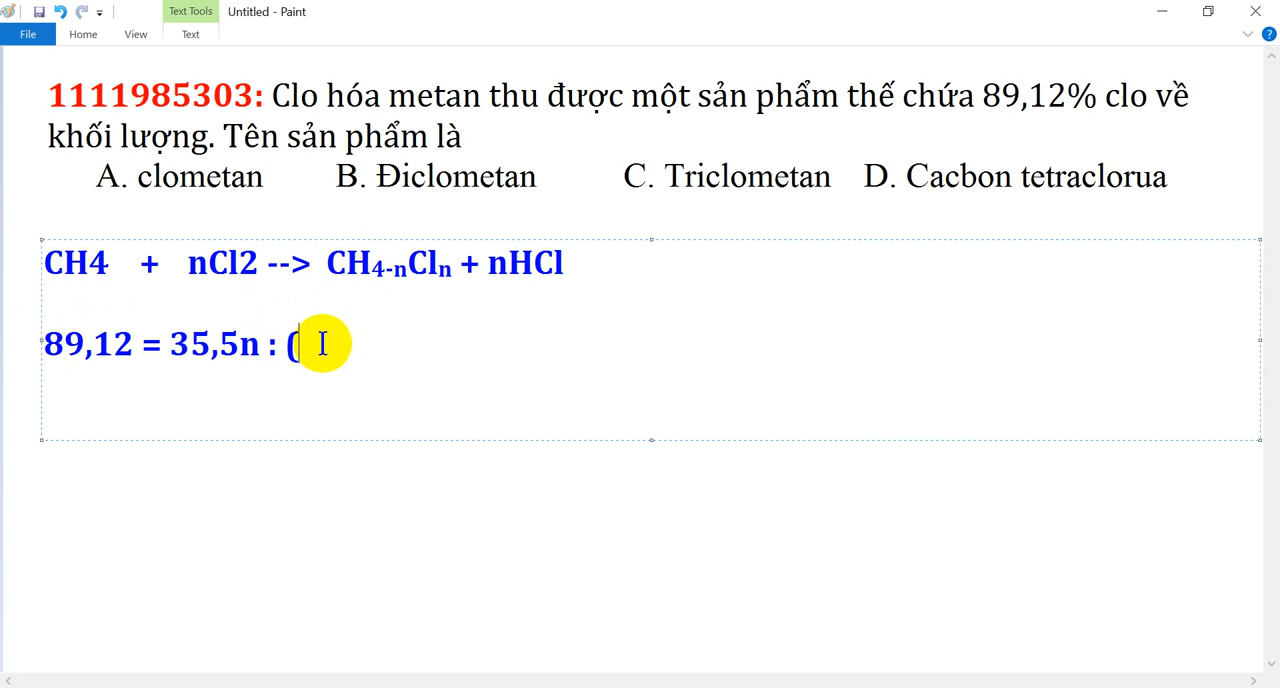 Text Tools Untitled - Paint
File Home View Text
1111985303: Clo hóa metan thu được một sản phẩm thế chứa 89,12% clo về
khối lượng. Tên sản phẩm là
A. clometan B. Điclometan C. Triclometan D. Cacbon tetraclorua
CH4 + nCl2 --> CH4-nCln + nHCl
89,12 = 35,5n : (